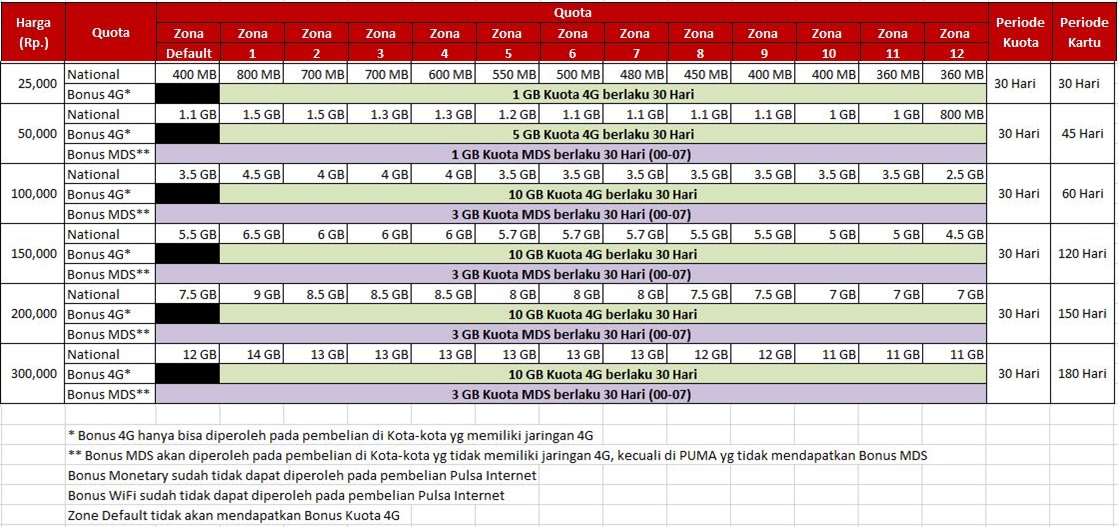 Harga (Rp.) Quota Quota Periode Kuota Periode Kartu
Zona Default Zona 1 Zona 2 Zona 3 Zona 4 Zona 5 Zona 6 Zona 7 Zona 8 Zona 9 Zona 10 Zona 11 Zona 12
25,000 National 400 MB 800 MB 700 MB 700 MB 600 MB 550 MB 500 MB 480 MB 450 MB 400 MB 400 MB 360 MB 360 MB 30 Hari 30 Hari
Bonus 4G* 1 GB Kuota 4G berlaku 30 Hari
50,000 National 1.1 GB 1.5 GB 1.5 GB 1.3 GB 1.3 GB 1.2 GB 1.1 GB 1.1 GB 1.1 GB 1.1 GB 1 GB 1 GB 800 MB 30 Hari 45 Hari
Bonus 4G* 5 GB Kuota 4G berlaku 30 Hari
Bonus MDS** 1 GB Kuota MDS berlaku 30 Hari (00-07)
100,000 National 3.5 GB 4.5 GB 4 GB 4 GB 4 GB 3.5 GB 3.5 GB 3.5 GB 3.5 GB 3.5 GB 3.5 GB 3.5 GB 2.5 GB 30 Hari 60 Hari
Bonus 4G* 10 GB Kuota 4G berlaku 30 Hari
Bonus MDS** 3 GB Kuota MDS berlaku 30 Hari (00-07)
150,000 National 5.5 GB 6.5 GB 6 GB 6 GB 6 GB 5.7 GB 5.7 GB 5.7 GB 5.5 GB 5.5 GB 5 GB 5 GB 4.5 GB 30 Hari 120 Hari
Bonus 4G* 10 GB Kuota 4G berlaku 30 Hari
Bonus MDS** 3 GB Kuota MDS berlaku 30 Hari (00-07)
200,000 National 7.5 GB 9 GB 8.5 GB 8.5 GB 8.5 GB 8 GB 8 GB 8 GB 7.5 GB 7.5 GB 7 GB 7 GB 7 GB 30 Hari 150 Hari
Bonus 4G* 10 GB Kuota 4G berlaku 30 Hari
Bonus MDS** 3 GB Kuota MDS berlaku 30 Hari (00-07)
300,000 National 12 GB 14 GB 13 GB 13 GB 13 GB 13 GB 13 GB 13 GB 12 GB 12 GB 11 GB 11 GB 11 GB 30 Hari 180 Hari
Bonus 4G* 10 GB Kuota 4G berlaku 30 Hari
Bonus MDS** 3 GB Kuota MDS berlaku 30 Hari (00-07)
* Bonus 4G hanya bisa diperoleh pada pembelian di Kota-kota yg memiliki jaringan 4G
** Bonus MDS akan diperoleh pada pembelian di Kota-kota yg tidak memiliki jaringan 4G, kecuali di PUMA yg tidak mendapatkan Bonus MDS
Bonus Monetary sudah tidak dapat diperoleh pada pembelian Pulsa Internet
Bonus WiFi sudah tidak dapat diperoleh pada pembelian Pulsa Internet
Zone Default tidak akan mendapatkan Bonus Kuota 4G